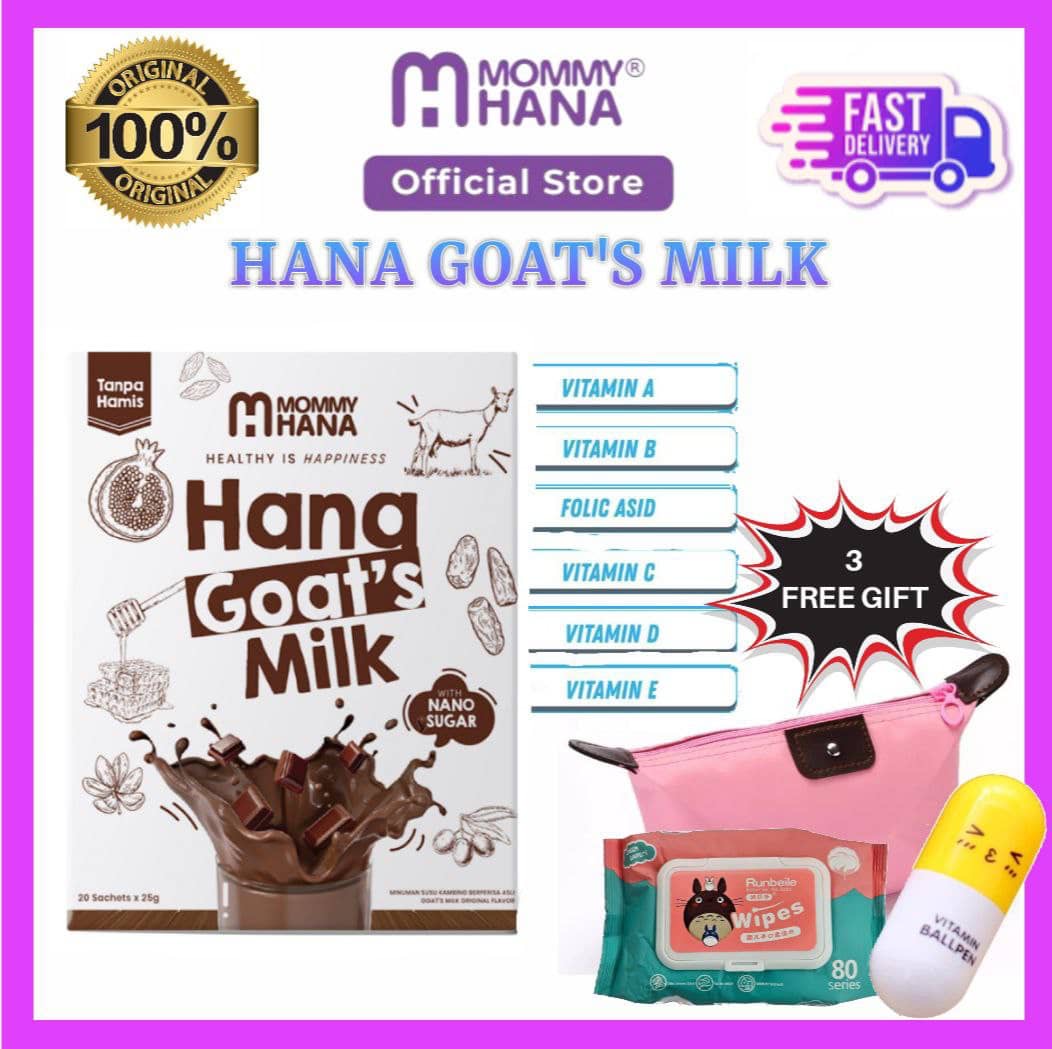 ORIGINAL
100%
ORIGINAL
MOMMY®
HANA
Official Store
FAST
DELIVERY
HANA GOAT'S MILK
Tanpa
Hamis
MOMMY
HANA
HEALTHY IS HAPPINESS
Hana
Goat's
Milk
WITH
NANO
SUGAR
20 Sachets x 25g
MINUMAN SUSU KAMBING BERPERISA ASLI
GOAT'S MILK ORIGINAL FLAVOR
VITAMIN A
VITAMIN B
FOLIC ASID
VITAMIN C
VITAMIN D
VITAMIN E
3
FREE GIFT
Runbeile
Wipes
80
series
VITAMIN
BALLPEN